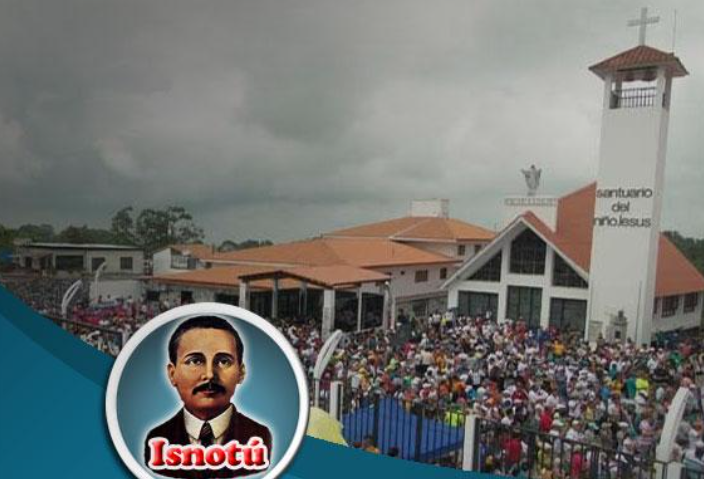 santuario
del
niño Jesus
Isnotú